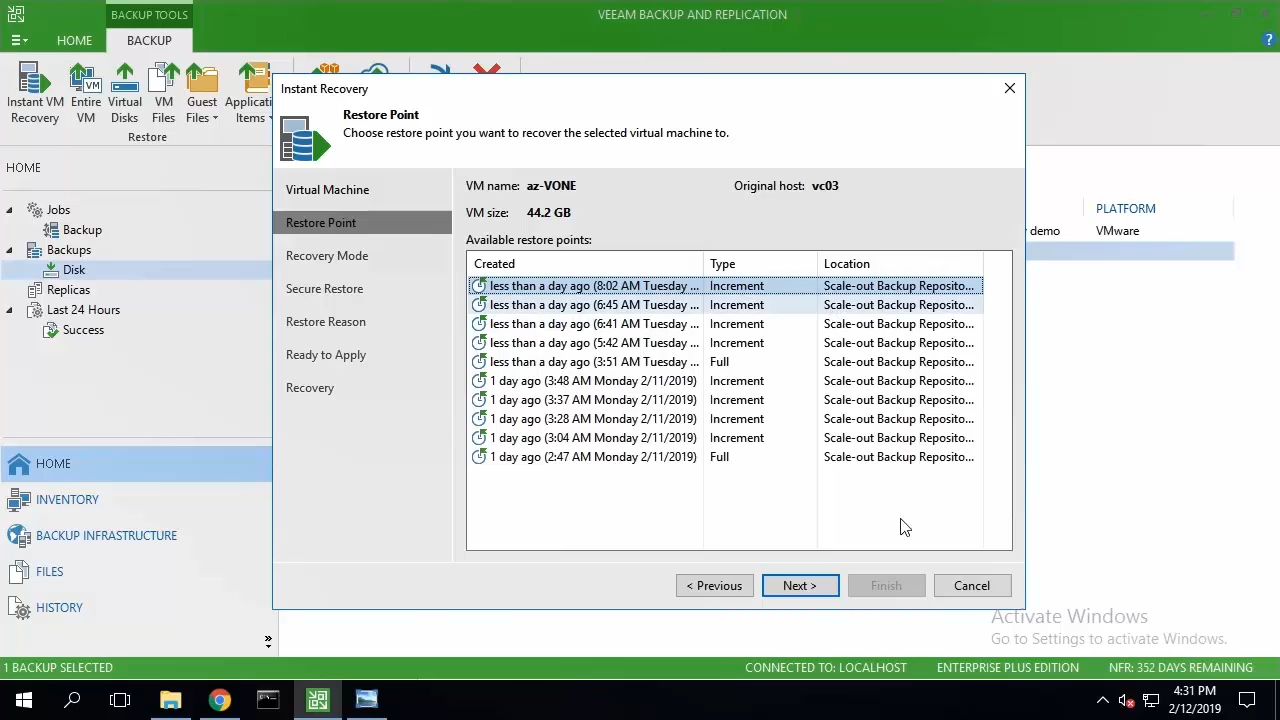 BACKUP TOOLS
VEEAM BACKUP AND REPLICATION
HOME
BACKUP
?
Instant VM
Recovery
Entire
VM
Virtual
Disks
VM
Files
Guest
Files
Applicati
Items
Restore
Instant Recovery
Restore Point
Choose restore point you want to recover the selected virtual machine to.
HOME
Jobs
Backup
Backups
Disk
Replicas
Last 24 Hours
Success
HOME
INVENTORY
BACKUP INFRASTRUCTURE
FILES
HISTORY
»
Virtual Machine
Restore Point
Recovery Mode
Secure Restore
Restore Reason
Ready to Apply
Recovery
VM name: az-VONE
Original host: vc03
VM size: 44.2 GB
Available restore points:
Created Type Location
less than a day ago (8:02 AM Tuesday ... Increment Scale-out Backup Reposito...
less than a day ago (6:45 AM Tuesday ... Increment Scale-out Backup Reposito...
less than a day ago (6:41 AM Tuesday ... Increment Scale-out Backup Reposito...
less than a day ago (5:42 AM Tuesday ... Increment Scale-out Backup Reposito...
less than a day ago (3:51 AM Tuesday ... Full Scale-out Backup Reposito...
1 day ago (3:48 AM Monday 2/11/2019) Increment Scale-out Backup Reposito...
1 day ago (3:37 AM Monday 2/11/2019) Increment Scale-out Backup Reposito...
1 day ago (3:28 AM Monday 2/11/2019) Increment Scale-out Backup Reposito...
1 day ago (3:04 AM Monday 2/11/2019) Increment Scale-out Backup Reposito...
1 day ago (2:47 AM Monday 2/11/2019) Full Scale-out Backup Reposito...
< Previous
Next >
Finish
Cancel
PLATFORM
demo
VMware
Activate Windows
Go to Settings to activate Windows.
1 BACKUP SELECTED
CONNECTED TO: LOCALHOST
ENTERPRISE PLUS EDITION
NFR: 352 DAYS REMAINING
4:31 PM
2/12/2019